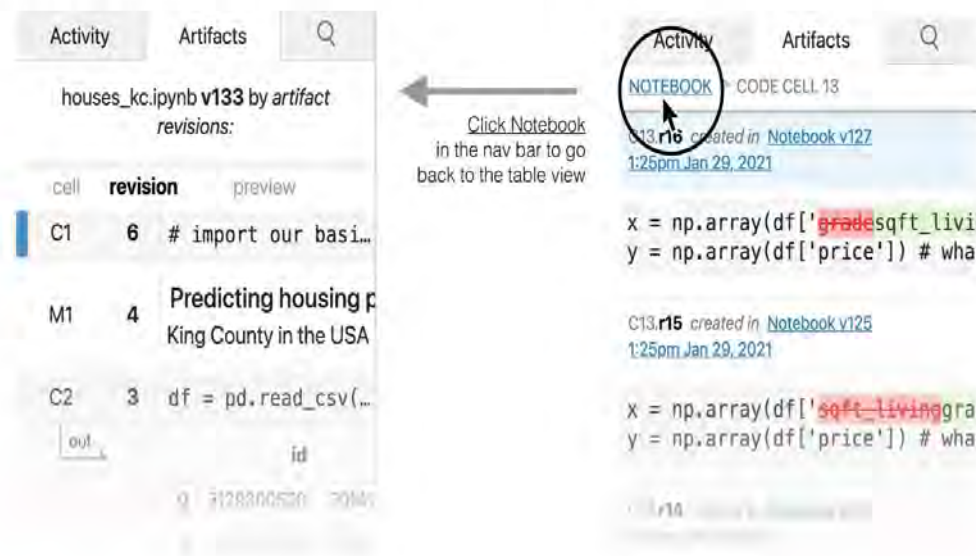 Activity Artifacts
houses_kc.ipynb v133 by artifact
revisions:
cell revision preview
C1 6 # import our basi…
M1 4 Predicting housing p
King County in the USA
C2 3 df = pd.read_csv(…
out
id
Click Notebook
in the nav bar to go
back to the table view
Activity Artifacts
NOTEBOOK CODE CELL 13
C13.r16 created in Notebook v127
1:25pm Jan 29, 2021
x = np.array(df['gradesqft_livi
y = np.array(df['price']) # wha
C13.r15 created in Notebook v125
1:25pm Jan 29, 2021
x = np.array(df['sqft_livinggra
y = np.array(df['price']) # wha